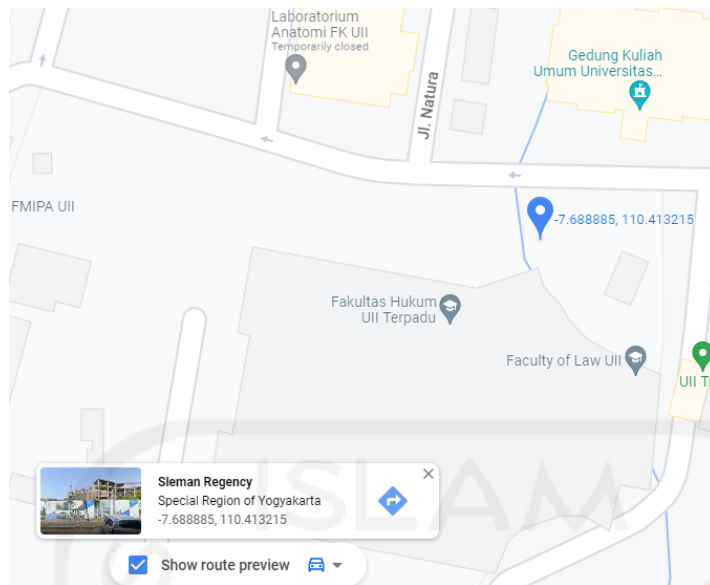 Laboratorium
Anatomi FK UII
Temporarily closed
Gedung Kuliah
Umum Universitas...
Jl. Natura
FMIPA UII
-7.688885, 110.413215
Fakultas Hukum
UII Terpadu
Faculty of Law UII
UII T
ISLAM
Sleman Regency
Special Region of Yogyakarta
-7.688885, 110.413215
Show route preview